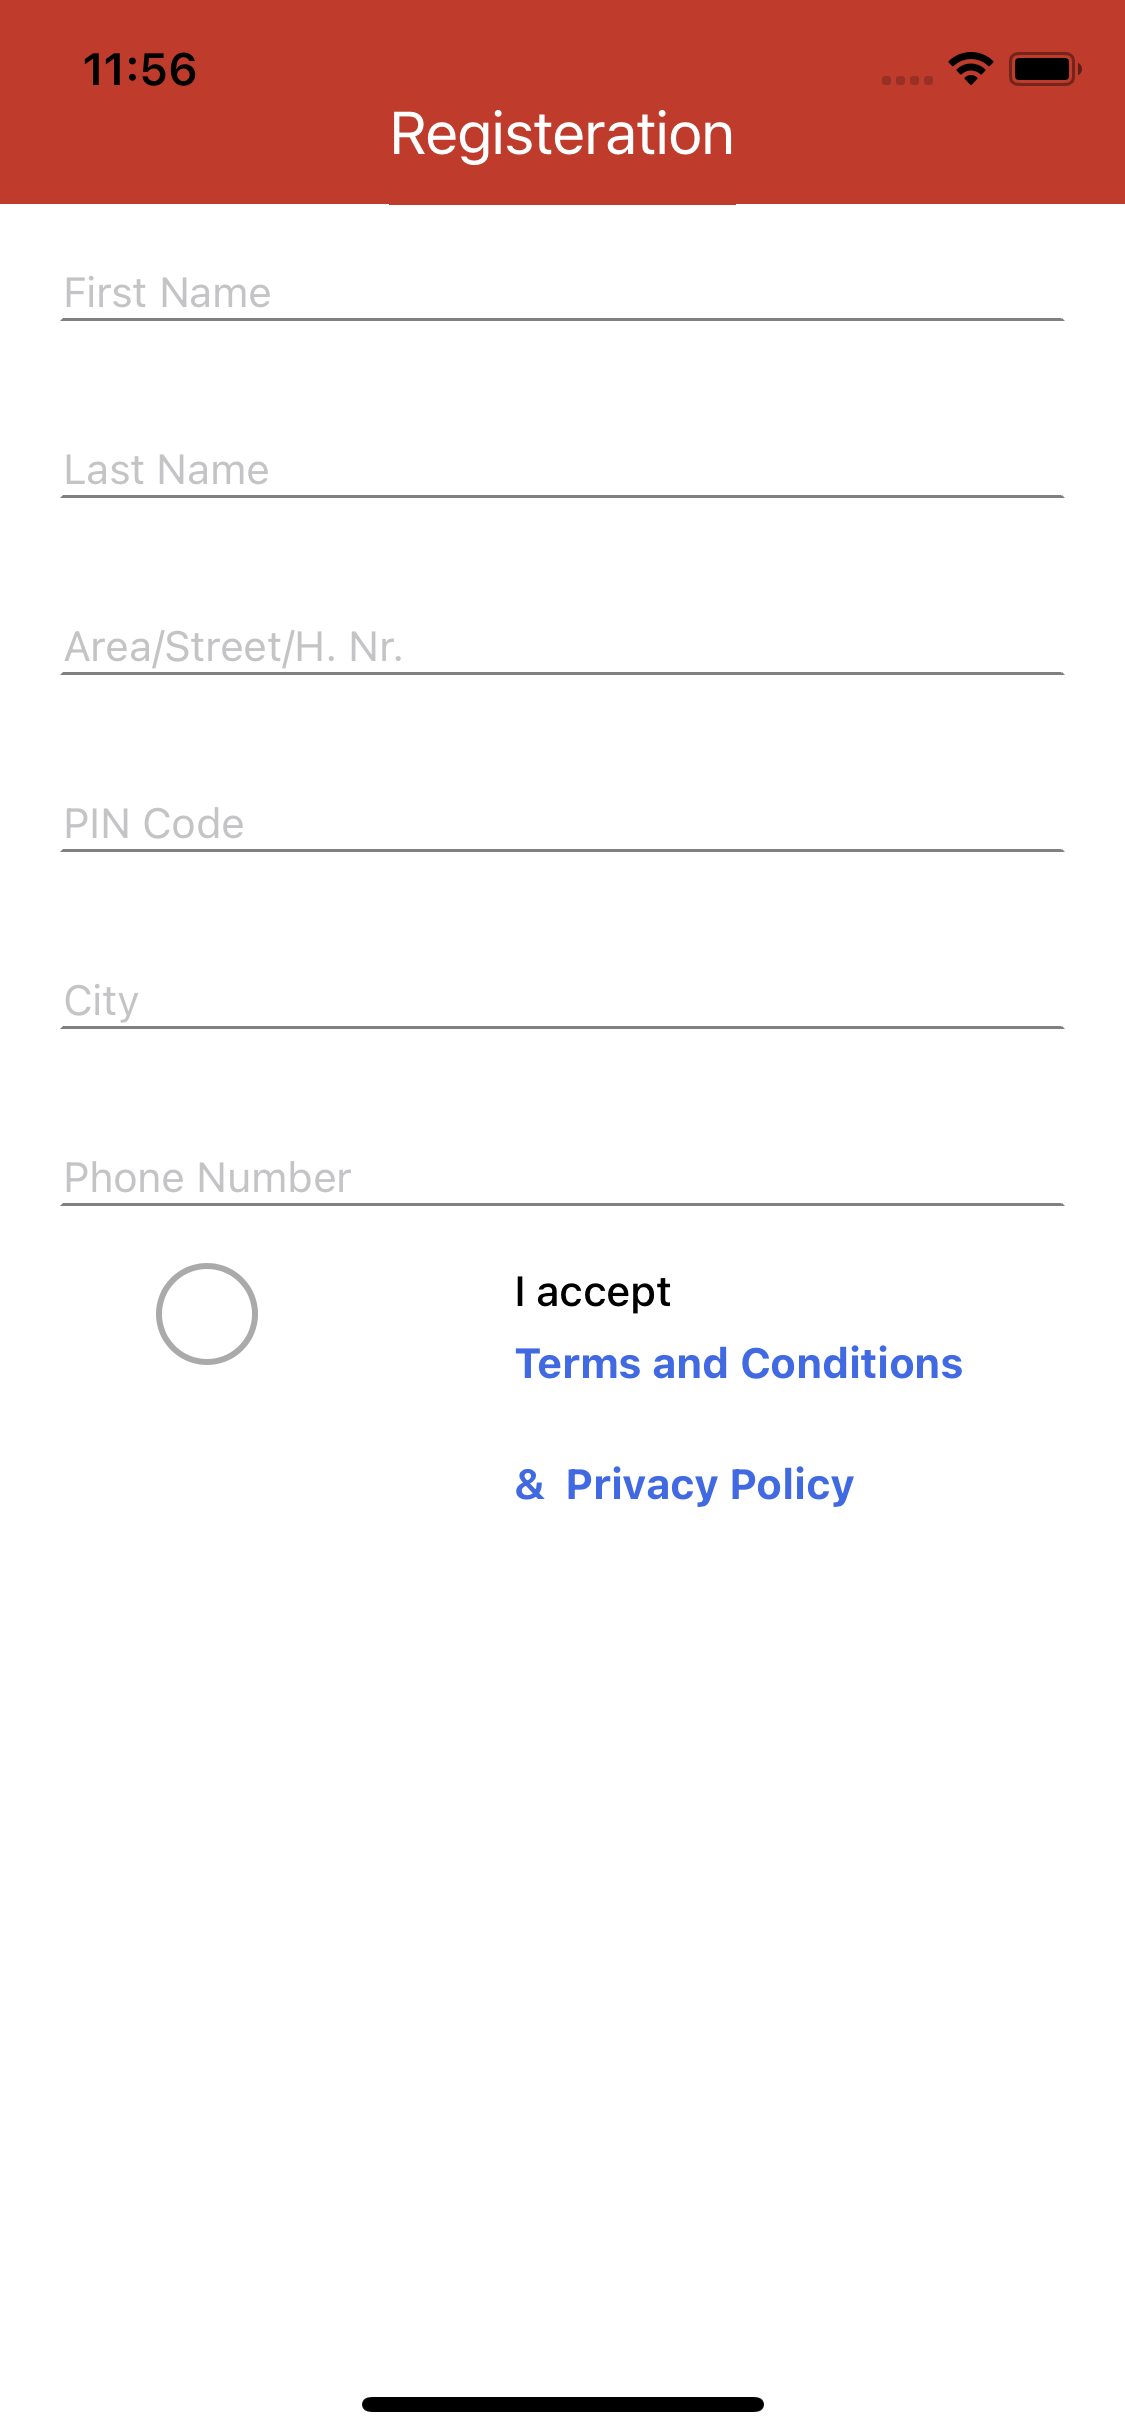 11:56
Registeration
First Name
Last Name
Area/Street/H. Nr.
PIN Code
City
Phone Number
I accept
Terms and Conditions
& Privacy Policy